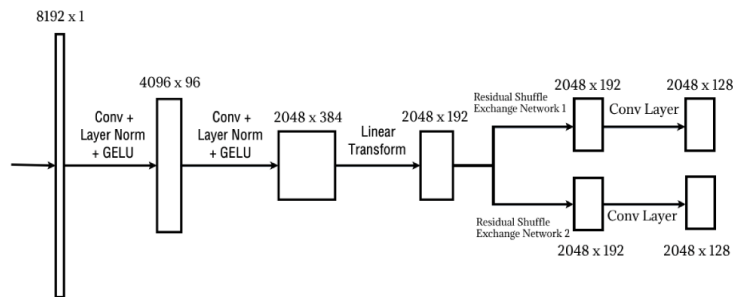 8192 x 1
Conv +
Layer Norm
+ GELU
4096 x 96
Conv +
Layer Norm
+ GELU
2048 x 384
Linear
Transform
2048 x 192
Residual Shuffle
Exchange Network 1
2048 x 192
Conv Layer
2048 x 128
Residual Shuffle
Exchange Network 2
2048 x 192
Conv Layer
2048 x 128